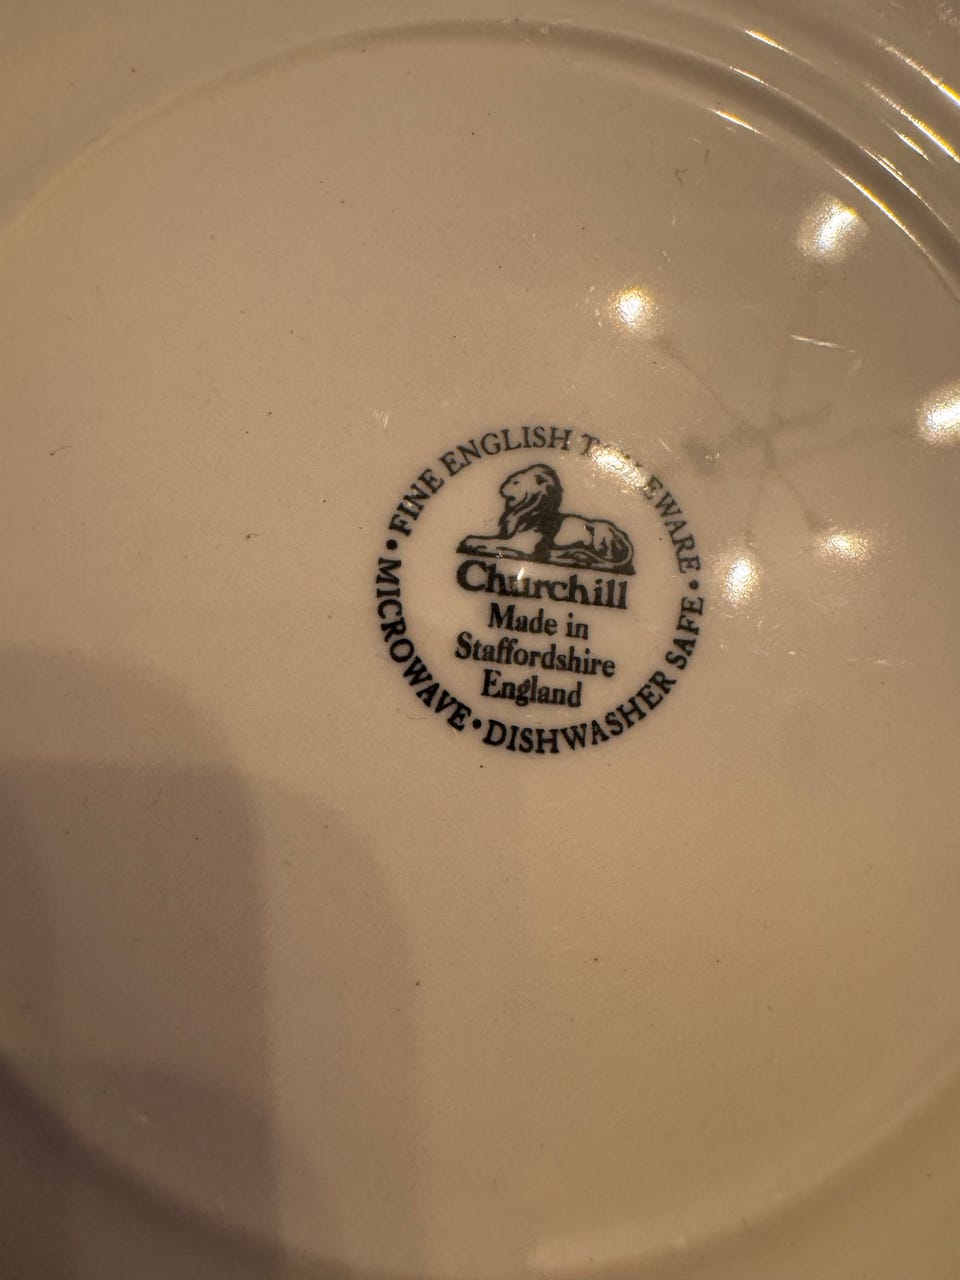 • FINE ENGLISH
Churchill
Made in
Staffordshire
England
• MICROWAVE • DISHWASHER SAFE •